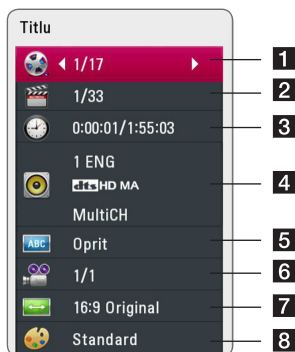 Titlu
1/17 1
1/33 2
0:00:01/1:55:03 3
1 ENG
dts HD MA 4
MultiCH
ABC Oprit 5
1/1 6
16:9 Original 7
Standard 8